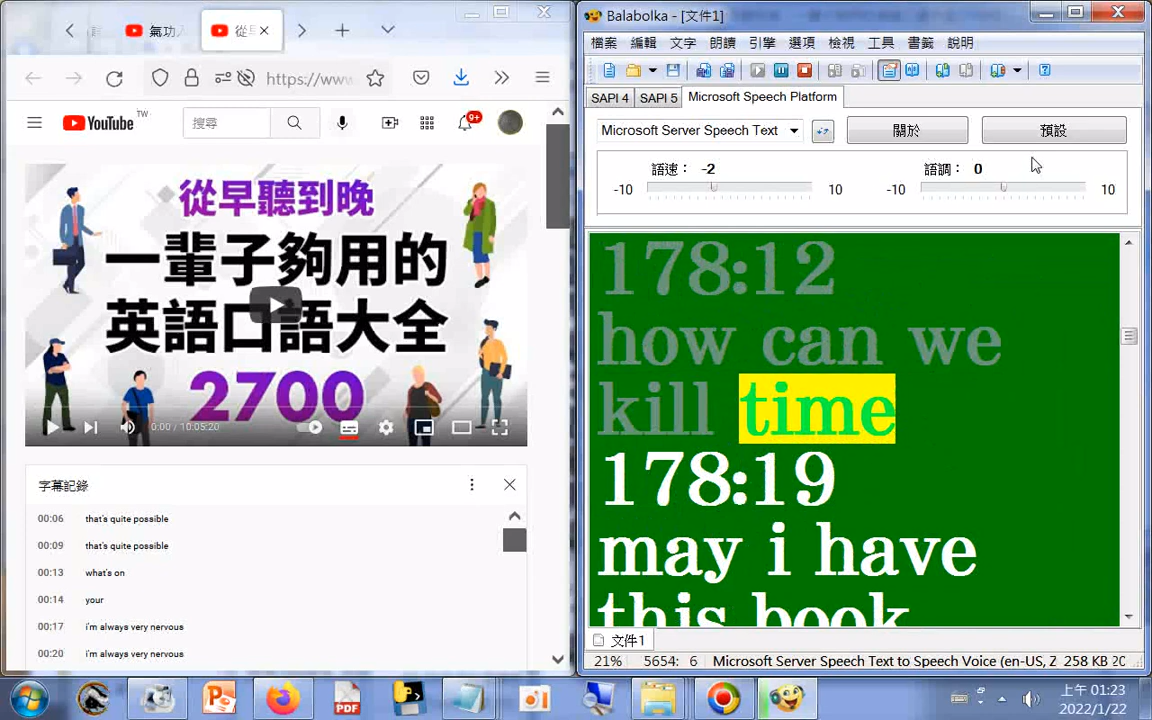 氣功
從
https://www.
YouTube TW
搜尋
9+
從早聽到晚
一輩子夠用的
英語口語大全
2700
0:00 / 10:05:20
字幕記錄
00:06 that's quite possible
00:09 that's quite possible
00:13 what's on
00:14 your
00:17 i'm always very nervous
00:20 i'm always very nervous
Balabolka - [文件1]
檔案 編輯 文字 朗讀 引擎 選項 檢視 工具 書籤 說明
SAPI 4 SAPI 5 Microsoft Speech Platform
Microsoft Server Speech Text 關於 預設
語速： -2 語調： 0
-10 10 -10 10
178:12
how can we
kill time
178:19
may i have
this book
文件1
21% 5654: 6 Microsoft Server Speech Text to Speech Voice (en-US, Z 258 KB
PDF
上午 01:23
2022/1/22